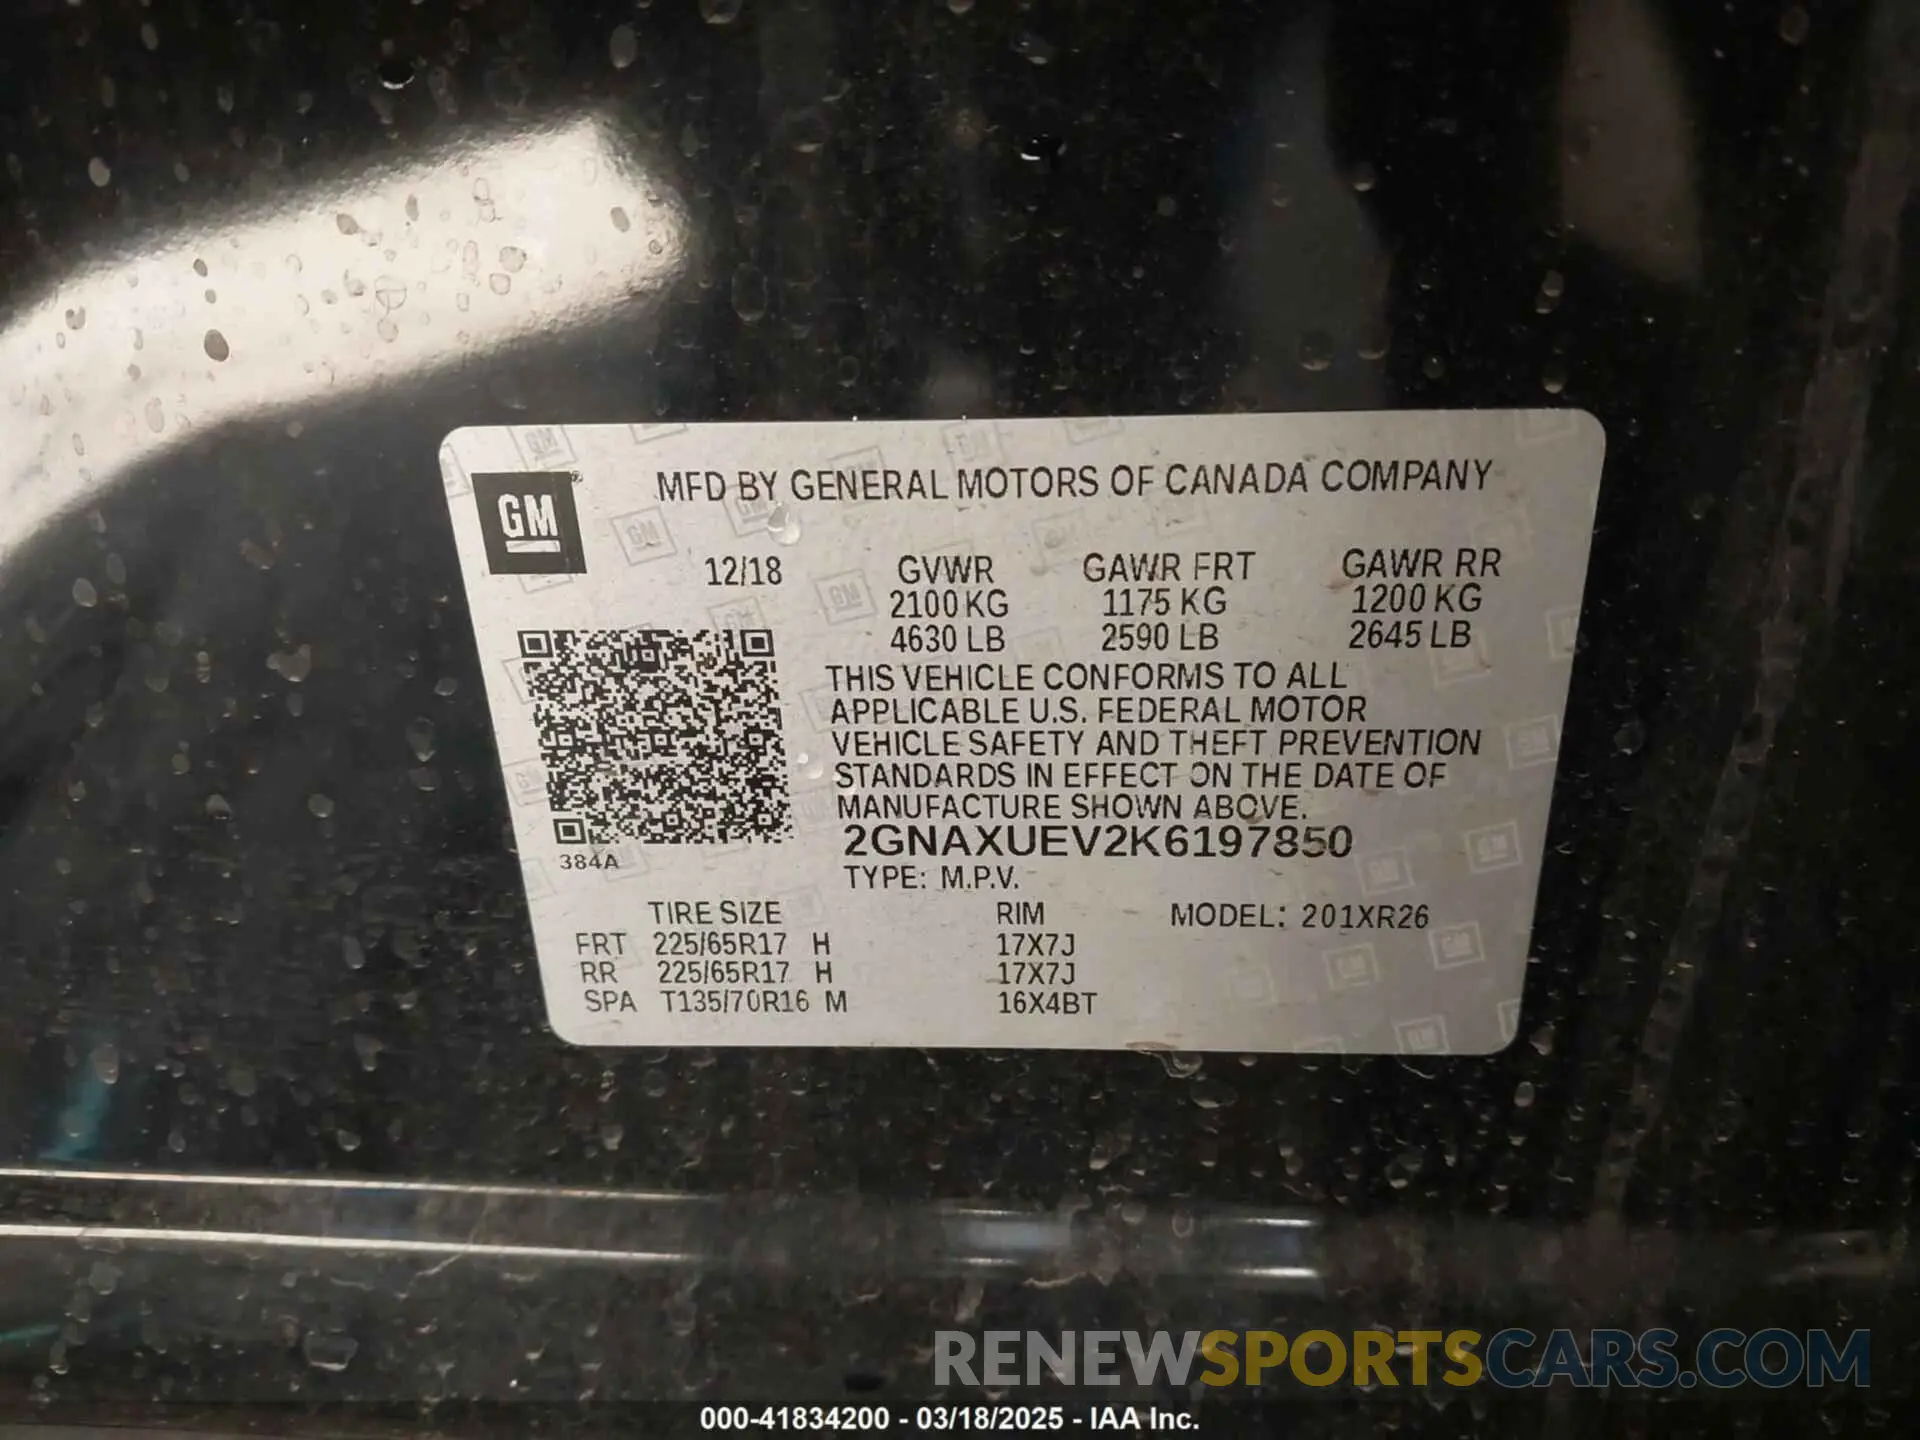 GM
®
MFD BY GENERAL MOTORS OF CANADA COMPANY
12/18 GVWR GAWR FRT GAWR RR
2100 KG 1175 KG 1200 KG
4630 LB 2590 LB 2645 LB
THIS VEHICLE CONFORMS TO ALL
APPLICABLE U.S. FEDERAL MOTOR
VEHICLE SAFETY AND THEFT PREVENTION
STANDARDS IN EFFECT ON THE DATE OF
MANUFACTURE SHOWN ABOVE.
2GNAXUEV2K6197850
384A
TYPE: M.P.V.
TIRE SIZE RIM MODEL: 201XR26
FRT 225/65R17 H 17X7J
RR 225/65R17 H 17X7J
SPA T135/70R16 M 16X4BT
RENEWSPORTSCARS.COM
000-41834200 - 03/18/2025 - IAA Inc.